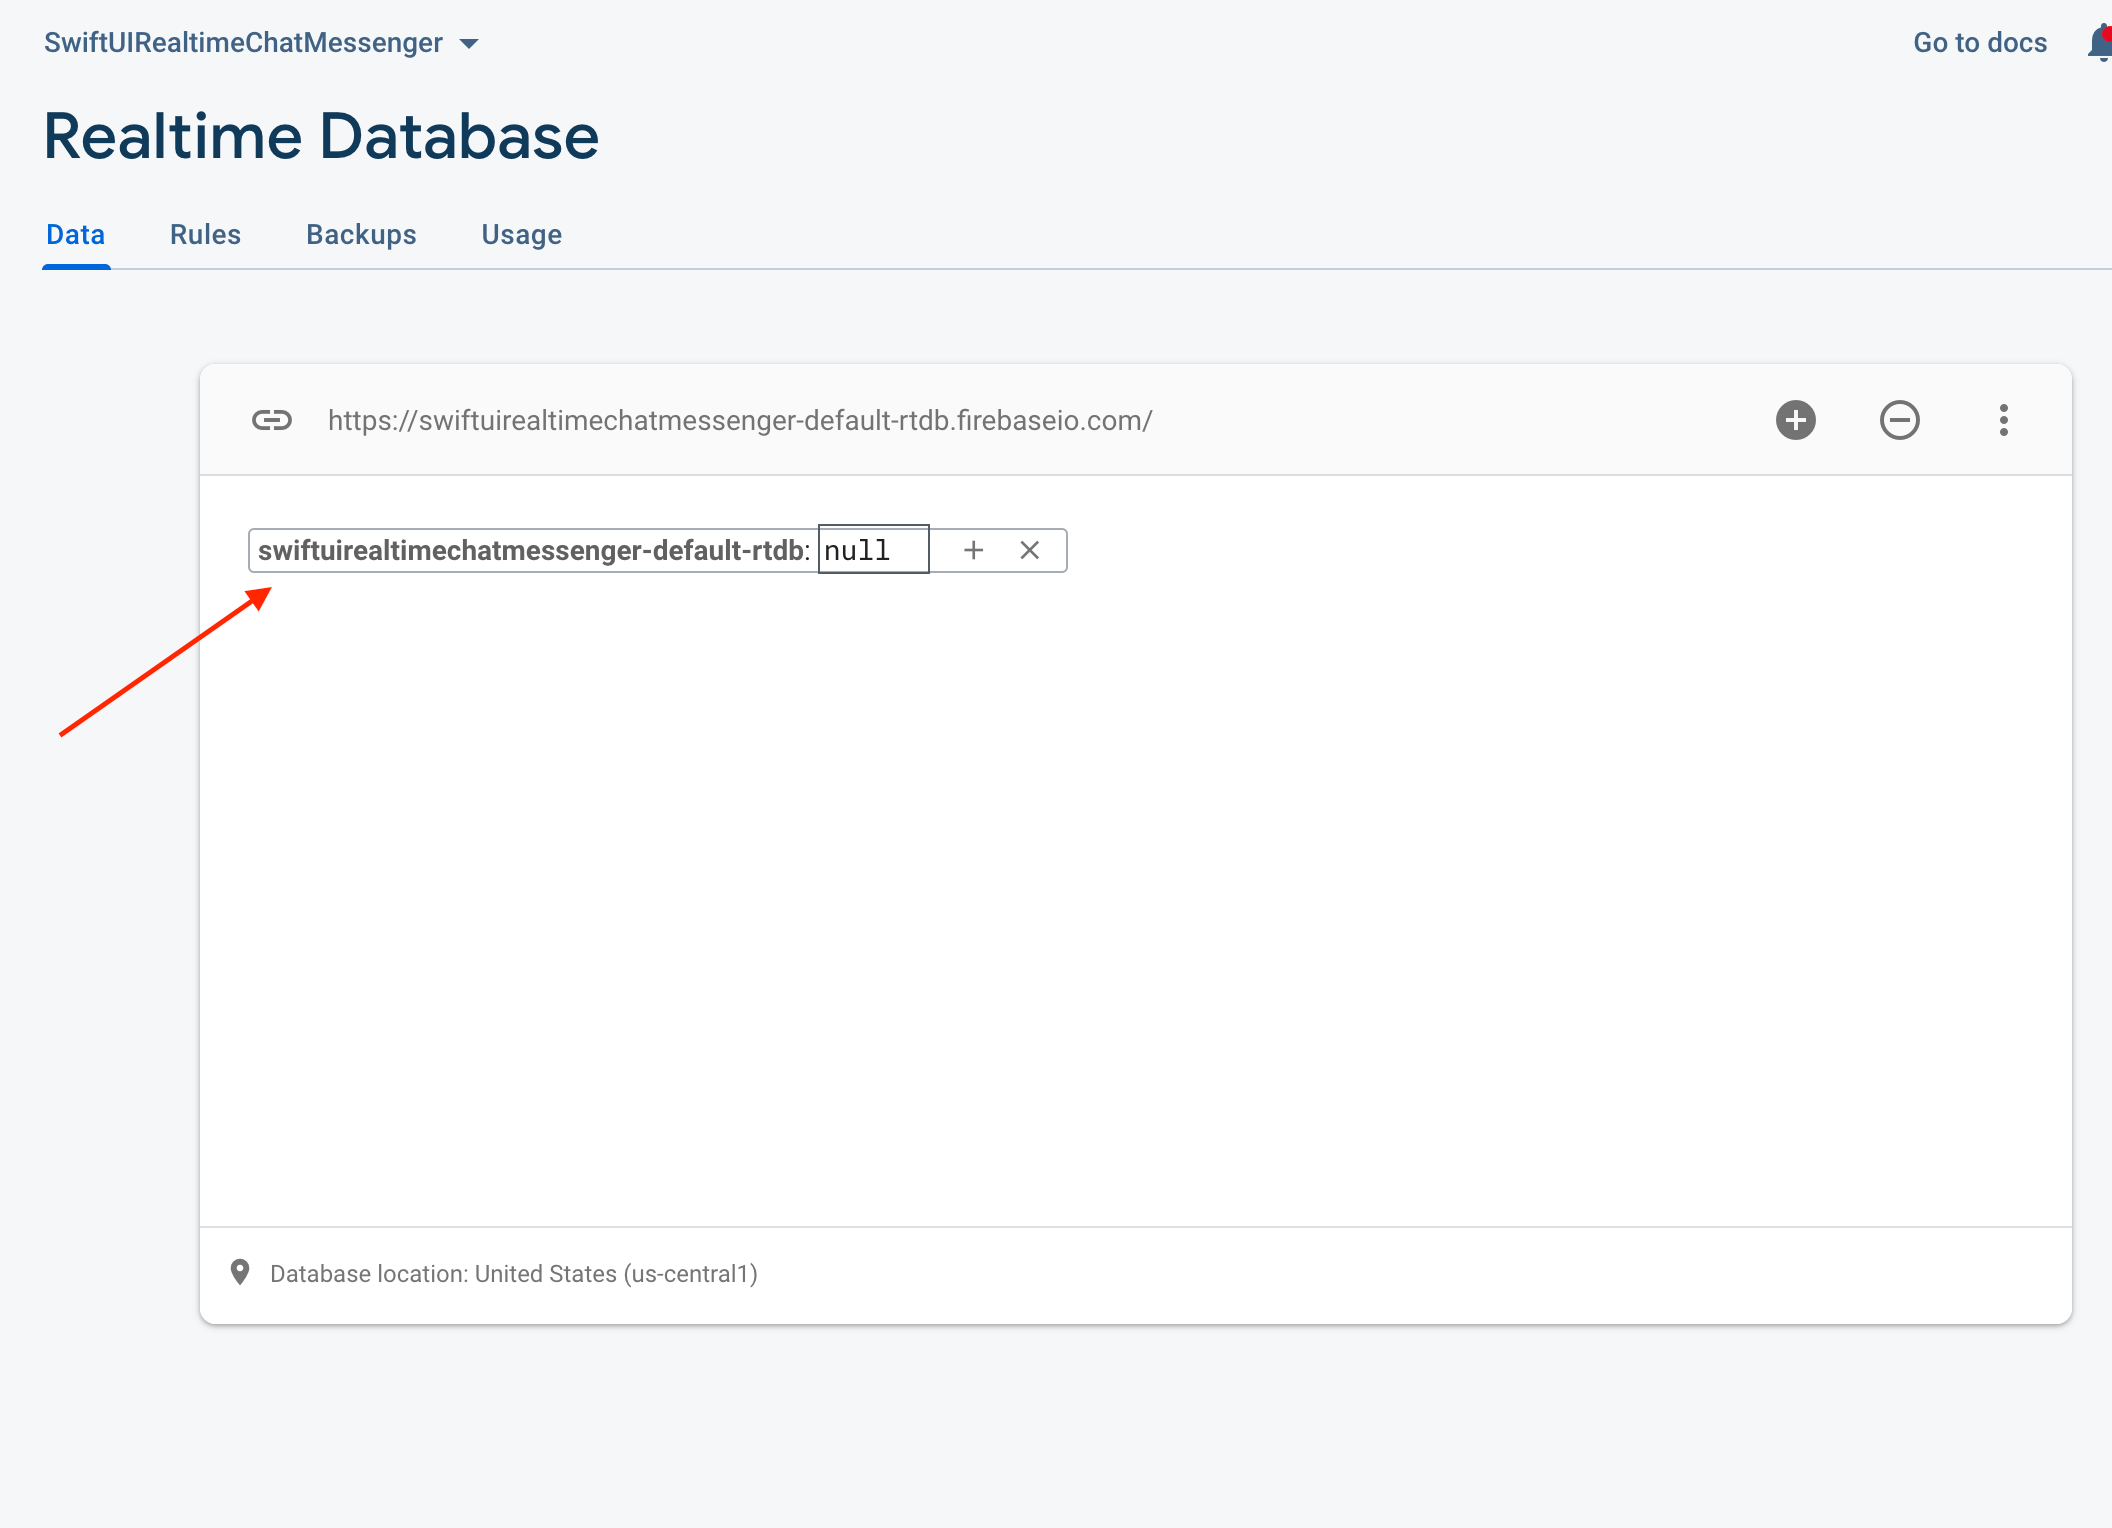 SwiftUIRealtimeChatMessenger
Go to docs
Realtime Database
Data
Rules
Backups
Usage
https://swiftuirealtimechatmessenger-default-rtdb.firebaseio.com/
swiftuirealtimechatmessenger-default-rtdb: null
Database location: United States (us-central1)